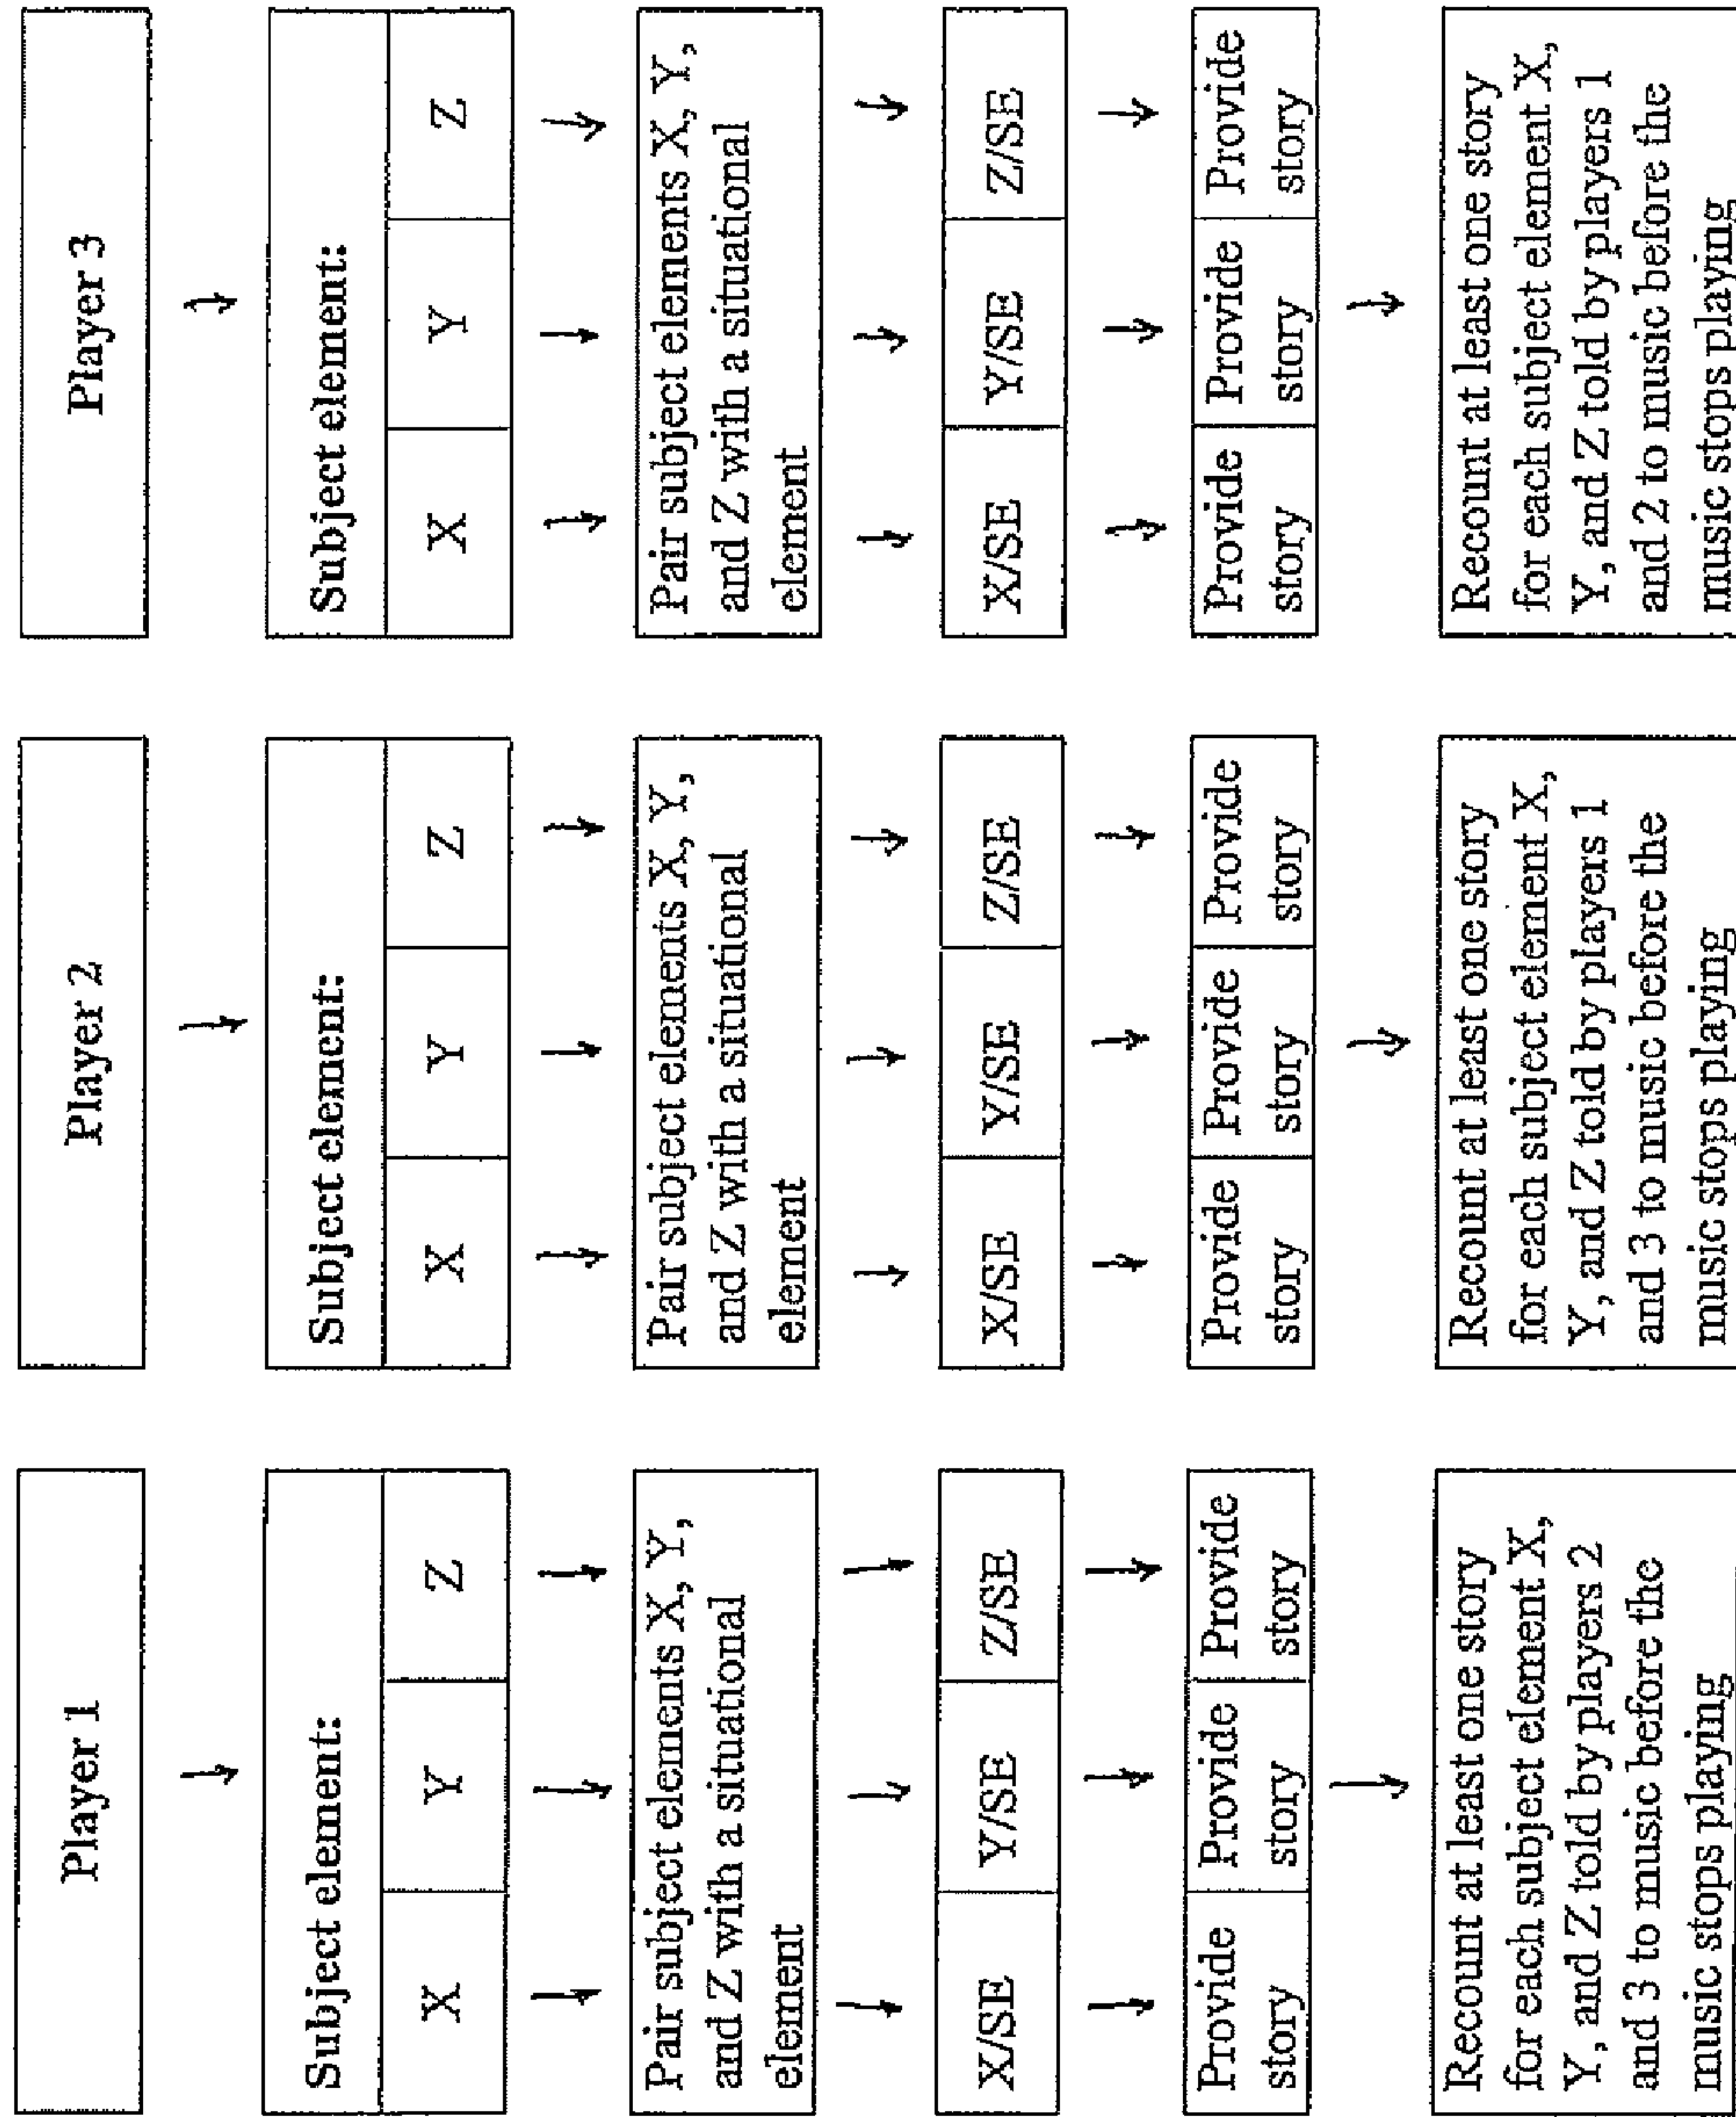 Player 1
Subject element:
X Y Z
Pair subject elements X, Y,
and Z with a situational
element
X/SE Y/SE Z/SE
Provide Provide Provide
story story story
Recount at least one story
for each subject element X,
Y, and Z told by players 2
and 3 to music before the
music stops playing
Player 2
Subject element:
X Y Z
Pair subject elements X, Y,
and Z with a situational
element
X/SE Y/SE Z/SE
Provide Provide Provide
story story story
Recount at least one story
for each subject element X,
Y, and Z told by players 1
and 3 to music before the
music stops playing
Player 3
Subject element:
X Y Z
Pair subject elements X, Y,
and Z with a situational
element
X/SE Y/SE Z/SE
Provide Provide Provide
story story story
Recount at least one story
for each subject element X,
Y, and Z told by players 1
and 2 to music before the
music stops playing